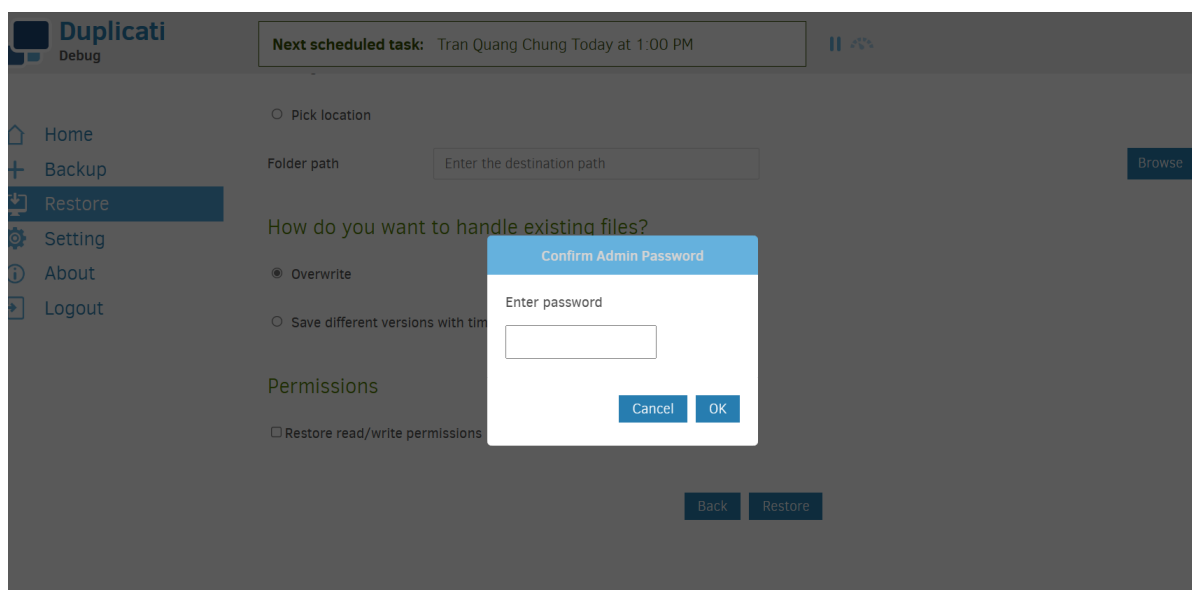 Duplicati
Debug
Next scheduled task: Tran Quang Chung Today at 1:00 PM
Home
Backup
Restore
Setting
About
Logout
Pick location
Folder path
Enter the destination path
Browse
How do you want to handle existing files?
Overwrite
Save different versions with
Permissions
Restore read/write permissions
Back
Restore
Confirm Admin Password
Enter password
Cancel
OK